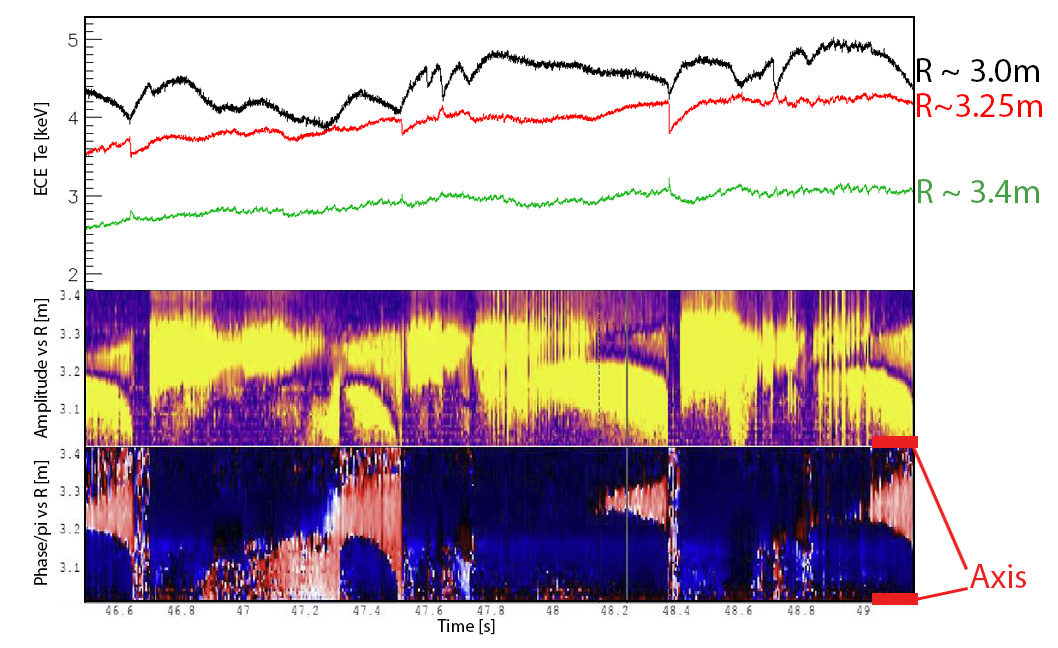 ECE Te [keV]
5
4
3
2
R ~ 3.0m
R~3.25m
R ~ 3.4m
Amplitude vs R [m]
3.4
3.3
3.2
3.1
Phase/pi vs R [m]
3.4
3.3
3.2
3.1
Axis
46.6 46.8 47 47.2 47.4 47.6 47.8 48 48.2 48.4 48.6 48.8 49
Time [s]